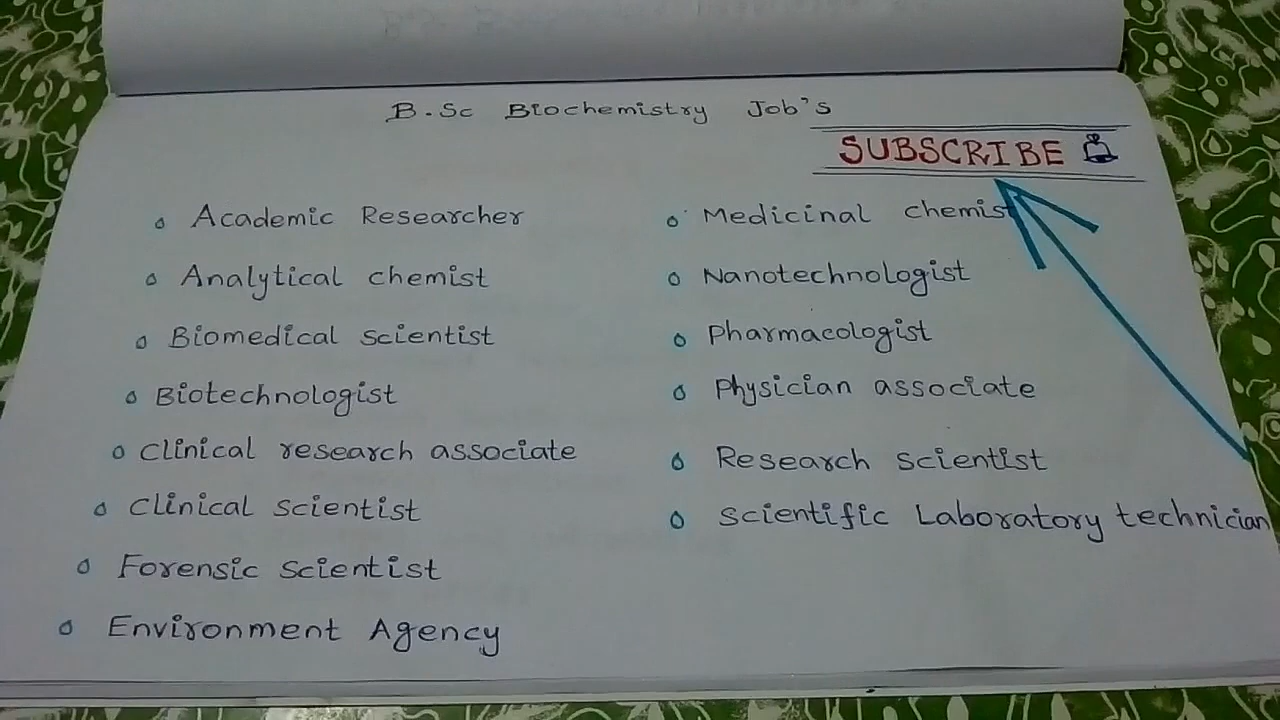 B.Sc Biochemistry Job's
SUBSCRIBE
Academic Researcher
Analytical chemist
Biomedical scientist
Biotechnologist
Clinical research associate
Clinical scientist
Forensic scientist
Environment Agency
Medicinal chemist
Nanotechnologist
Pharmacologist
Physician associate
Research scientist
Scientific Laboratory technician